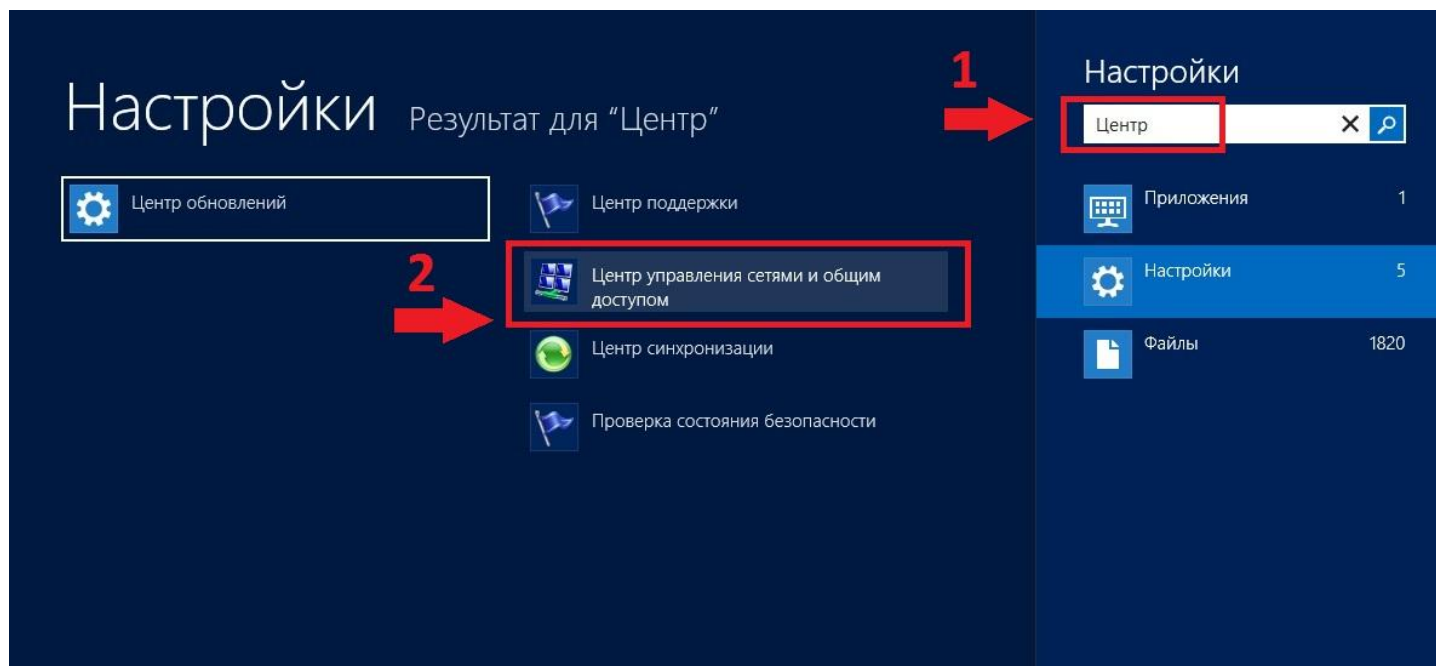 Настройки Результат для “Центр”
Центр обновлений
Центр поддержки
2
Центр управления сетями и общим
доступом
Центр синхронизации
Проверка состояния безопасности
1
Настройки
Центр
Приложения 1
Настройки 5
Файлы 1820